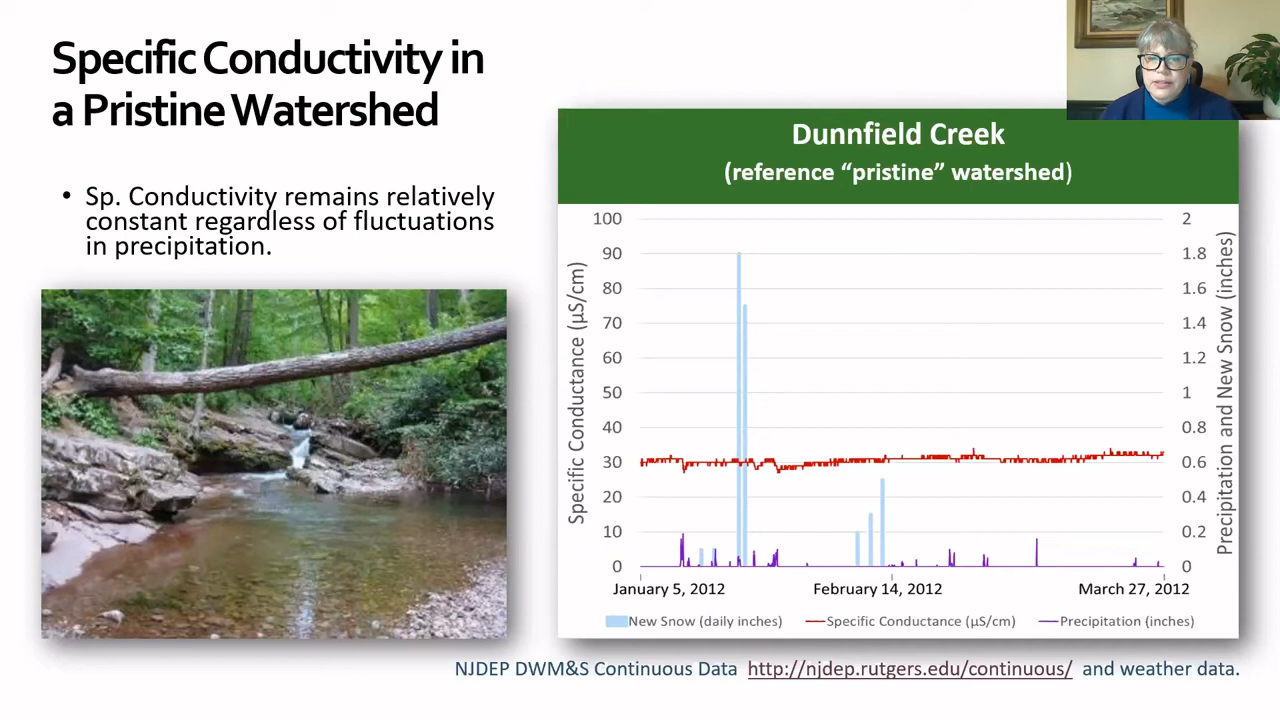 Specific Conductivity in
a Pristine Watershed
• Sp. Conductivity remains relatively
constant regardless of fluctuations
in precipitation.
Dunnfield Creek
(reference “pristine” watershed)
Specific Conductance (µS/cm)
100
90
80
70
60
50
40
30
20
10
0
2
1.8
1.6
1.4
1.2
1
0.8
0.6
0.4
0.2
0
Precipitation and New Snow (inches)
January 5, 2012
February 14, 2012
March 27, 2012
New Snow (daily inches)
Specific Conductance (µS/cm)
Precipitation (inches)
NJDEP DWM&S Continuous Data http://njdep.rutgers.edu/continuous/ and weather data.